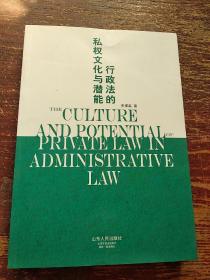 行政法的
私权文化与潜能
THE
CULTURE
AND POTENTIAL OF
PRIVATE LAW IN
ADMINISTRATIVE
LAW
山东人民出版社